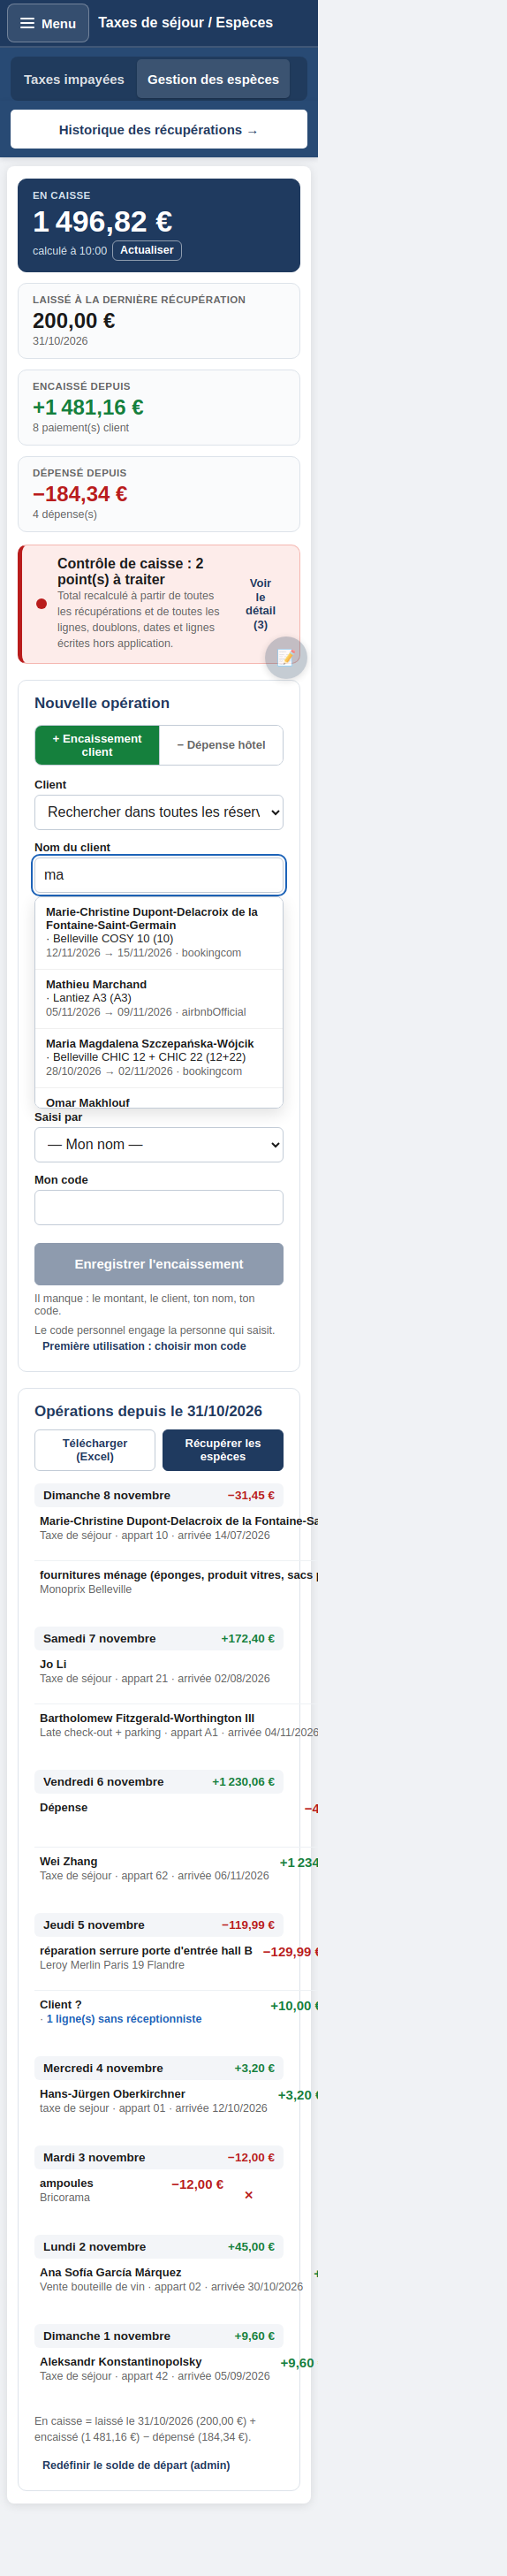 Menu
Taxes de séjour / Espèces
Taxes impayées
Gestion des espèces
Historique des récupérations →
EN CAISSE
1 496,82 €
calculé à 10:00
Actualiser
LAISSÉ À LA DERNIÈRE RÉCUPÉRATION
200,00 €
31/10/2026
ENCAISSÉ DEPUIS
+1 481,16 €
8 paiement(s) client
DÉPENSÉ DEPUIS
−184,34 €
4 dépense(s)
Contrôle de caisse : 2
point(s) à traiter
Total recalculé à partir de toutes
les récupérations et de toutes les
lignes, doublons, dates et lignes
écrites hors application.
Voir
le
détail
(3)
Nouvelle opération
+ Encaissement
client
− Dépense hôtel
Client
Rechercher dans toutes les réserv
Nom du client
ma
Marie-Christine Dupont-Delacroix de la
Fontaine-Saint-Germain
· Belleville COSY 10 (10)
12/11/2026 → 15/11/2026 · bookingcom
Mathieu Marchand
· Lantiez A3 (A3)
05/11/2026 → 09/11/2026 · airbnbOfficial
Maria Magdalena Szczepańska-Wójcik
· Belleville CHIC 12 + CHIC 22 (12+22)
28/10/2026 → 02/11/2026 · bookingcom
Omar Makhlouf
Saisi par
— Mon nom —
Mon code
Enregistrer l'encaissement
Il manque : le montant, le client, ton nom, ton
code.
Le code personnel engage la personne qui saisit.
Première utilisation : choisir mon code
Opérations depuis le 31/10/2026
Télécharger
(Excel)
Récupérer les
espèces
Dimanche 8 novembre
−31,45 €
Marie-Christine Dupont-Delacroix de la Fontaine-Sa
Taxe de séjour · appart 10 · arrivée 14/07/2026
fournitures ménage (éponges, produit vitres, sacs p
Monoprix Belleville
Samedi 7 novembre
+172,40 €
Jo Li
Taxe de séjour · appart 21 · arrivée 02/08/2026
Bartholomew Fitzgerald-Worthington III
Late check-out + parking · appart A1 · arrivée 04/11/2026
Vendredi 6 novembre
+1 230,06 €
Dépense
−4
Wei Zhang
+1 234
Taxe de séjour · appart 62 · arrivée 06/11/2026
Jeudi 5 novembre
−119,99 €
réparation serrure porte d'entrée hall B
−129,99 €
Leroy Merlin Paris 19 Flandre
Client ?
+10,00 €
· 1 ligne(s) sans réceptionniste
Mercredi 4 novembre
+3,20 €
Hans-Jürgen Oberkirchner
+3,20 €
taxe de sejour · appart 01 · arrivée 12/10/2026
Mardi 3 novembre
−12,00 €
ampoules
−12,00 €
Bricorama
×
Lundi 2 novembre
+45,00 €
Ana Sofía García Márquez
+
Vente bouteille de vin · appart 02 · arrivée 30/10/2026
Dimanche 1 novembre
+9,60 €
Aleksandr Konstantinopolsky
+9,60
Taxe de séjour · appart 42 · arrivée 05/09/2026
En caisse = laissé le 31/10/2026 (200,00 €) +
encaissé (1 481,16 €) − dépensé (184,34 €).
Redéfinir le solde de départ (admin)